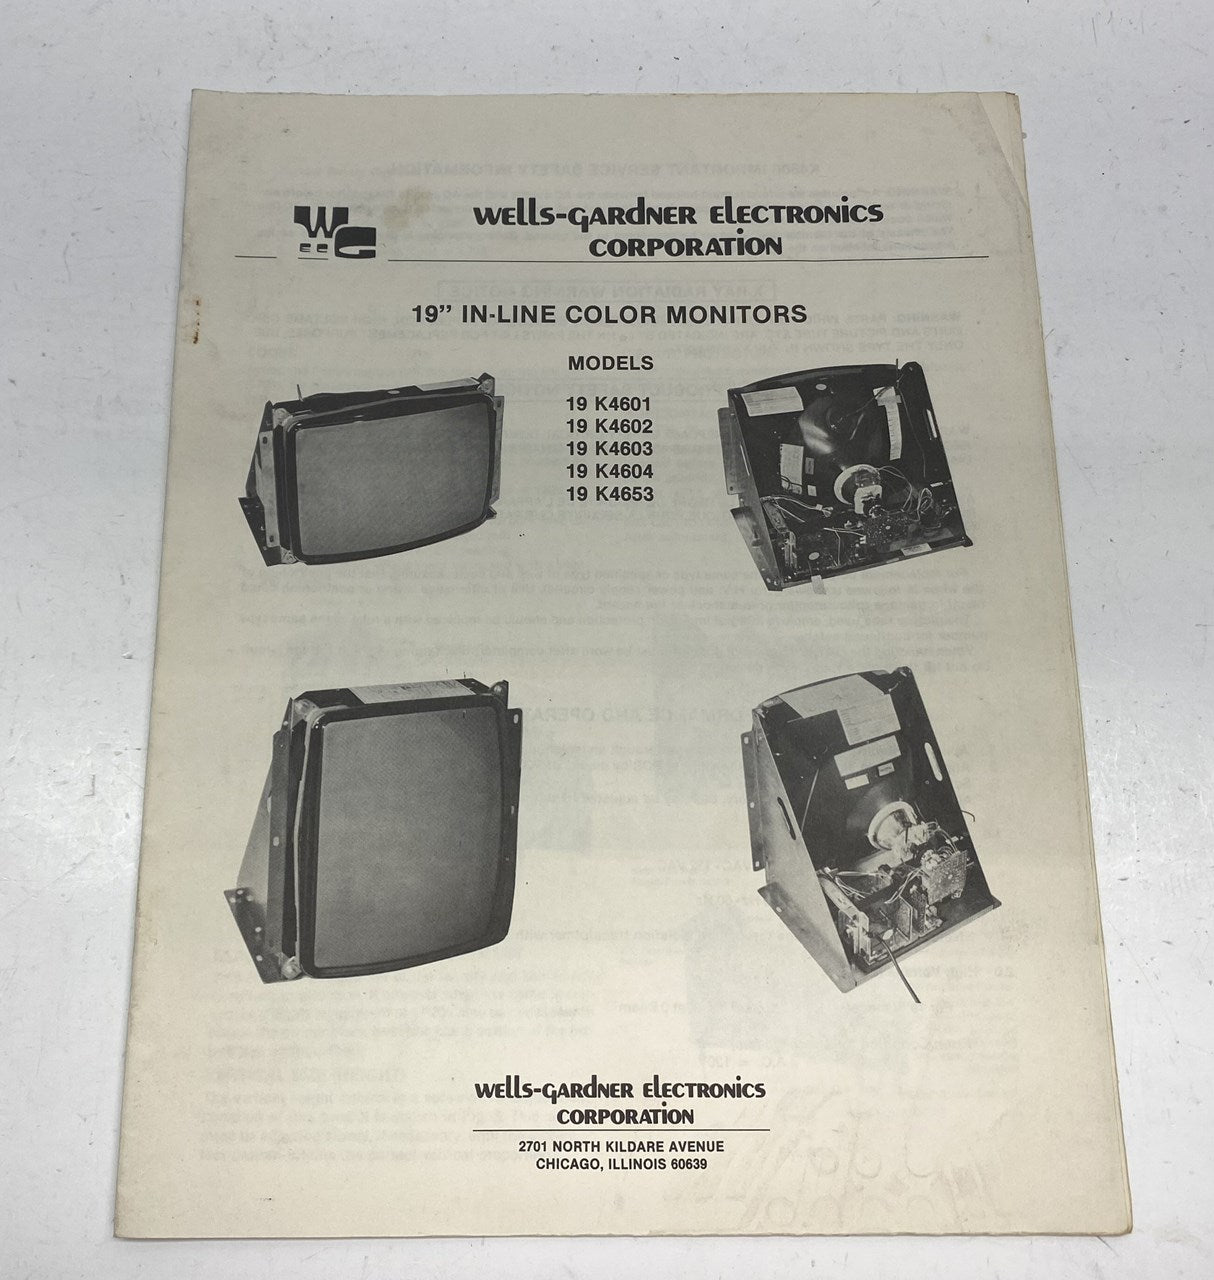 WG
EC
WELLS-GARDNER ELECTRONICS
CORPORATION
19" IN-LINE COLOR MONITORS
MODELS
19 K4601
19 K4602
19 K4603
19 K4604
19 K4653
WELLS-GARDNER ELECTRONICS
CORPORATION
2701 NORTH KILDARE AVENUE
CHICAGO, ILLINOIS 60639